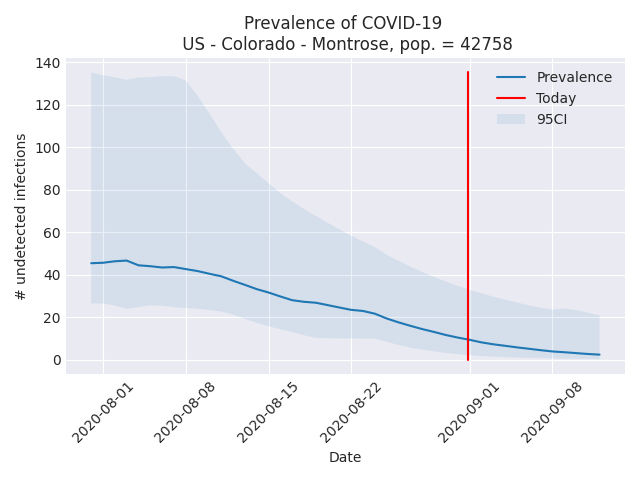 Prevalence of COVID-19
US - Colorado - Montrose, pop. = 42758
140
120
100
80
60
40
20
0
# undetected infections
Prevalence
Today
95CI
2020-08-01
2020-08-08
2020-08-15
2020-08-22
2020-09-01
2020-09-08
Date